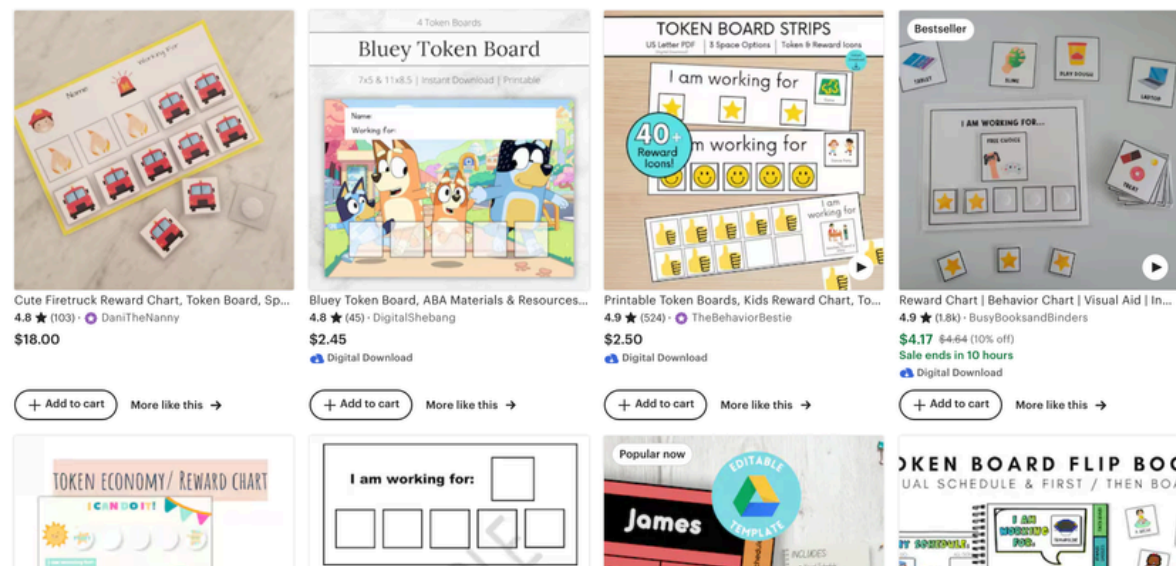 Working For
Name
4 Token Boards
Bluey Token Board
7x5 & 11x8.5 | Instant Download | Printable
Name:
Working for:
TOKEN BOARD STRIPS
US Letter PDF | 3 Space Options | Token & Reward Icons
I am working for
40+
Reward
Icons!
m working for
I am
working for
Bestseller
TABLET
SLIME
PLAY DOUGH
LAPTOP
I AM WORKING FOR...
FREE CHOICE
TREAT
Cute Firetruck Reward Chart, Token Board, Sp...
4.8 ★ (103) · DaniTheNanny
$18.00
Bluey Token Board, ABA Materials & Resources...
4.8 ★ (45) · DigitalShebang
$2.45
Digital Download
Printable Token Boards, Kids Reward Chart, To...
4.9 ★ (524) · TheBehaviorBestie
$2.50
Digital Download
Reward Chart | Behavior Chart | Visual Aid | In...
4.9 ★ (1.8k) · BusyBooksandBinders
$4.17 $4.64 (10% off)
Sale ends in 10 hours
Digital Download
+ Add to cart More like this →
+ Add to cart More like this →
+ Add to cart More like this →
+ Add to cart More like this →
TOKEN ECONOMY/ REWARD CHART
I CAN DO IT!
I am working for:
I am working for:
Popular now
EDITABLE
TEMPLATE
James
INCLUDES
OKEN BOARD FLIP BOO
UAL SCHEDULE & FIRST / THEN BOA
I AM
WORKING
FOR:
Y SCHEDULE: